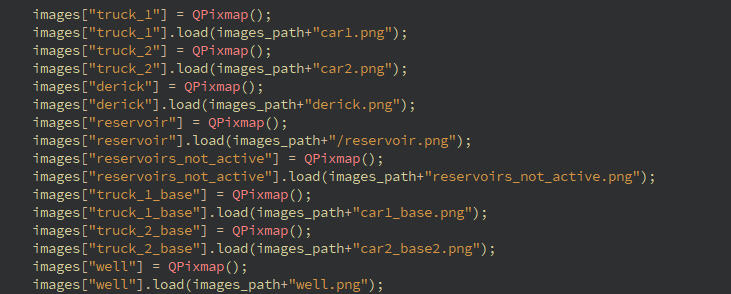 images["truck_1"] = QPixmap();
images["truck_1"].load(images_path+"car1.png");
images["truck_2"] = QPixmap();
images["truck_2"].load(images_path+"car2.png");
images["derick"] = QPixmap();
images["derick"].load(images_path+"derick.png");
images["reservoir"] = QPixmap();
images["reservoir"].load(images_path+"/reservoir.png");
images["reservoirs_not_active"] = QPixmap();
images["reservoirs_not_active"].load(images_path+"reservoirs_not_active.png");
images["truck_1_base"] = QPixmap();
images["truck_1_base"].load(images_path+"car1_base.png");
images["truck_2_base"] = QPixmap();
images["truck_2_base"].load(images_path+"car2_base2.png");
images["well"] = QPixmap();
images["well"].load(images_path+"well.png");